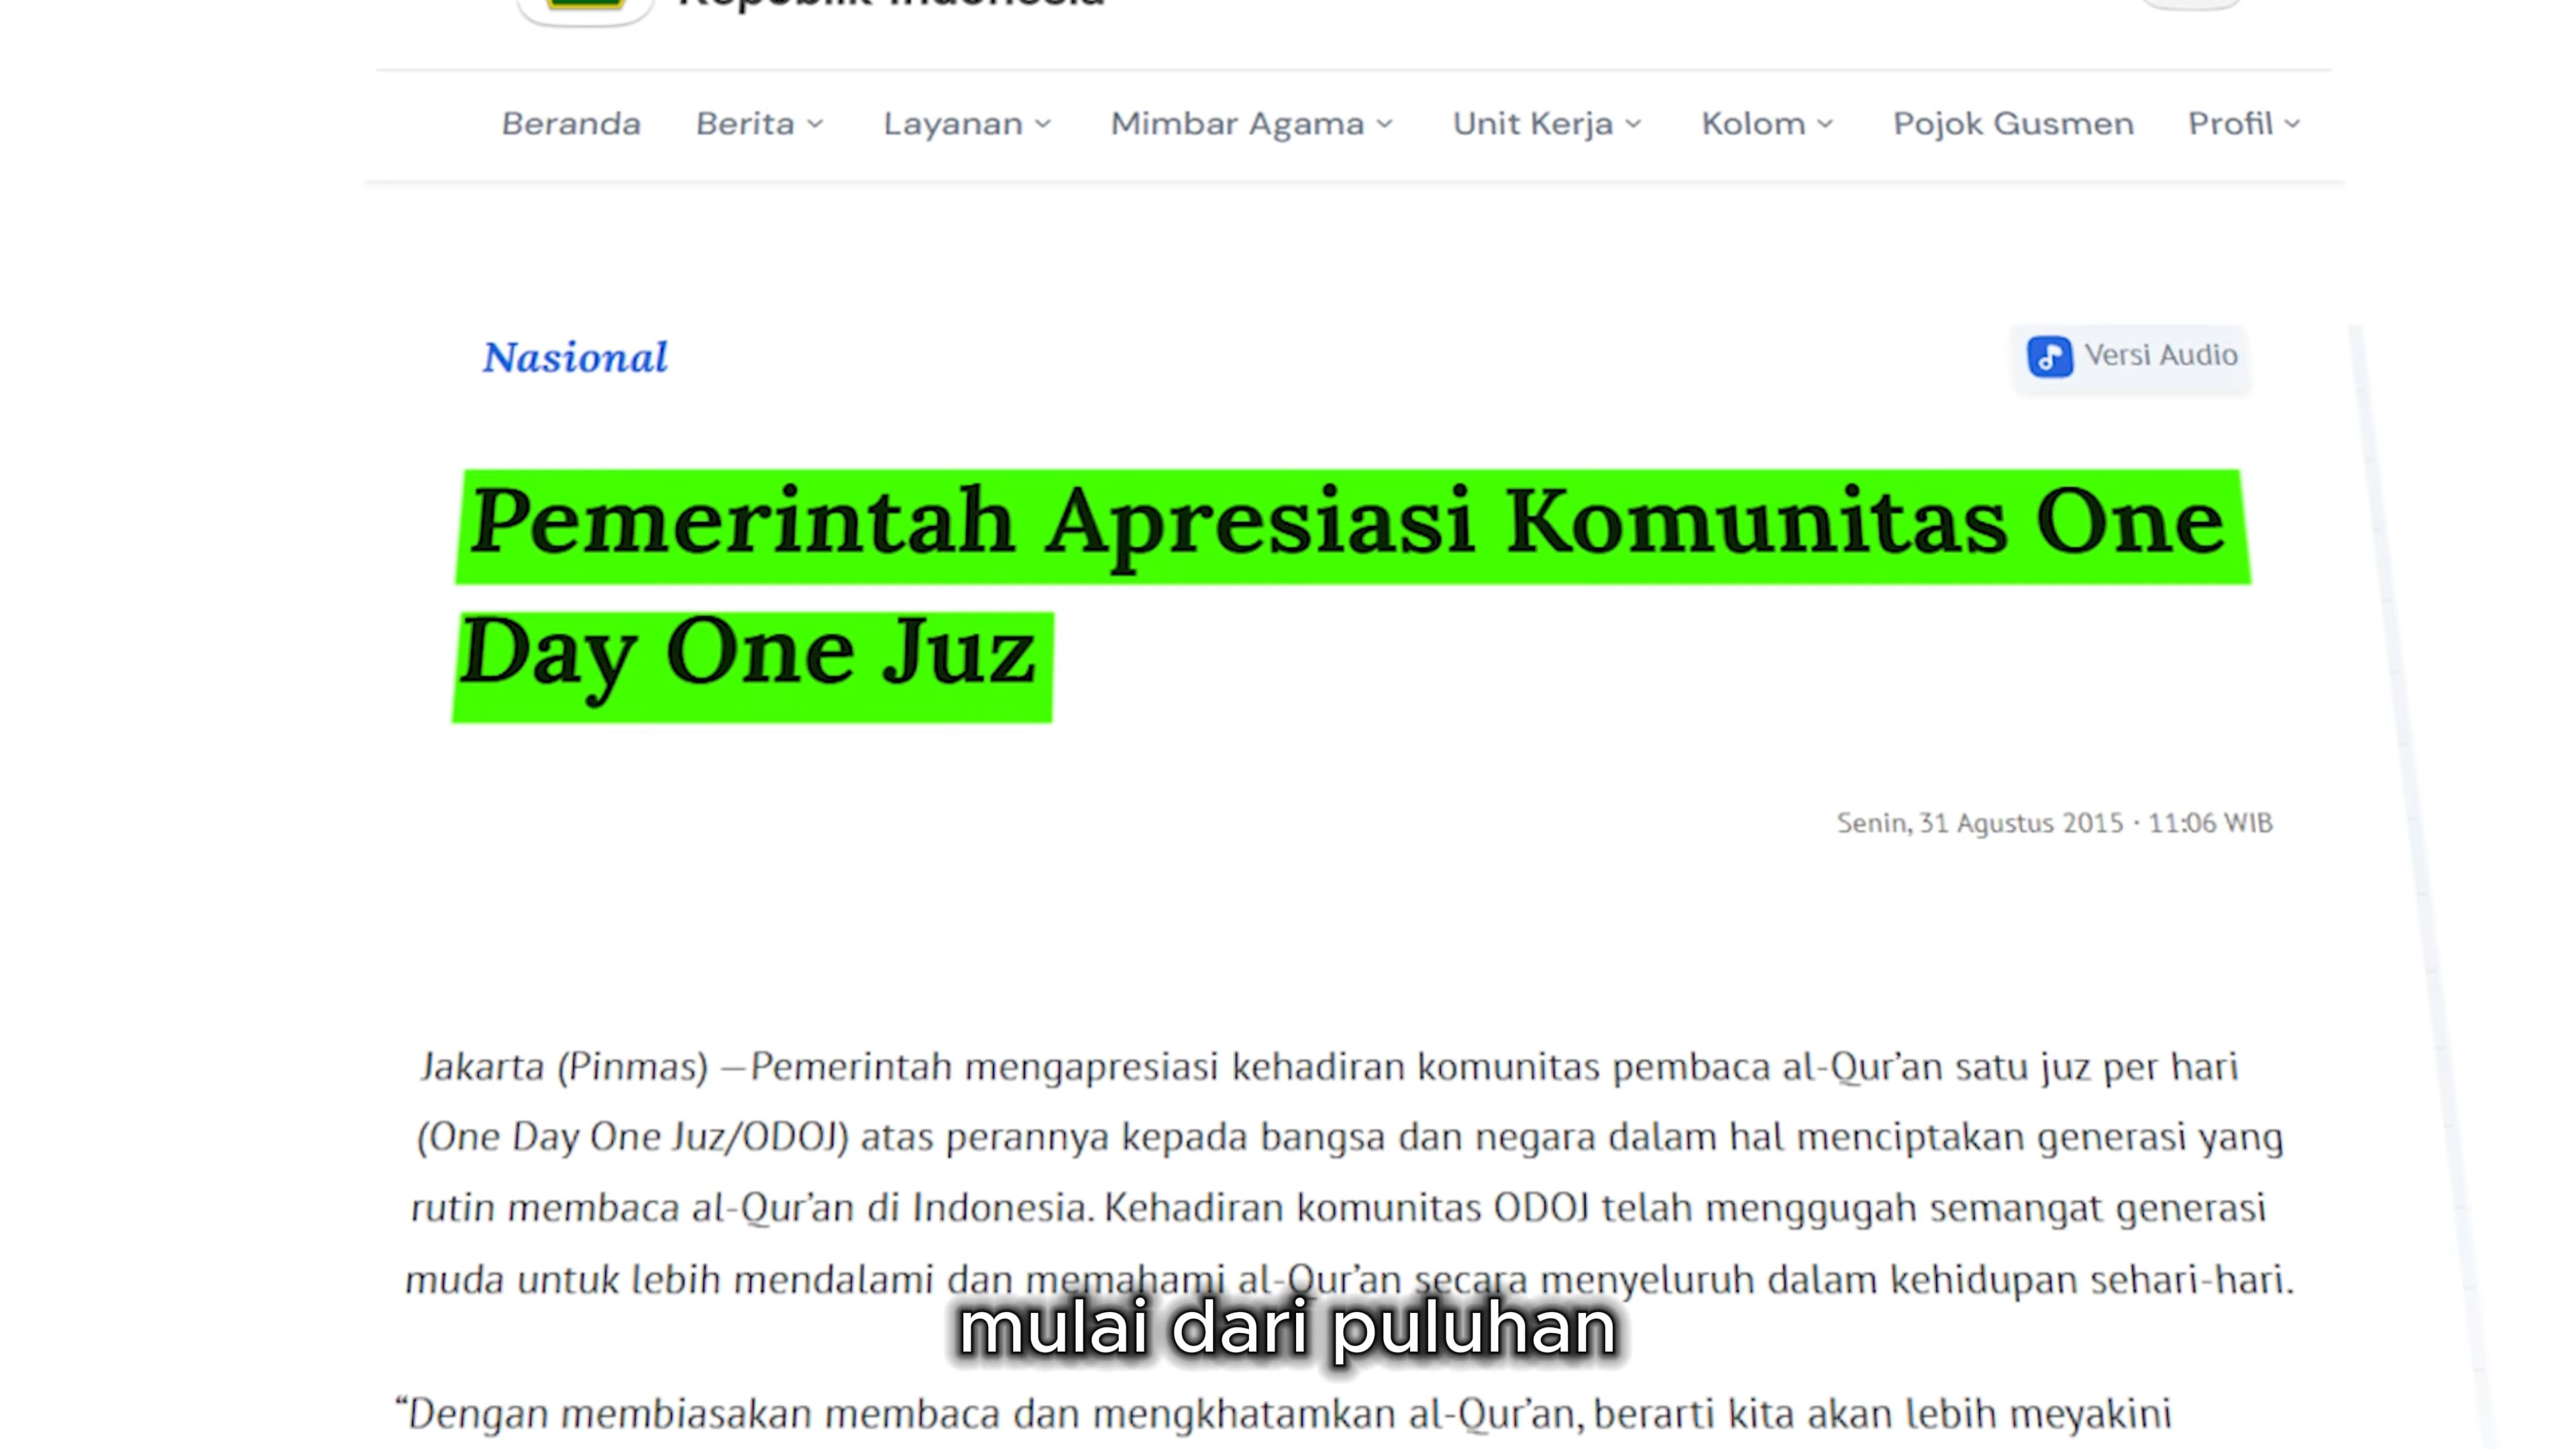 Republik Indonesia
Beranda Berita Layanan Mimbar Agama Unit Kerja Kolom Pojok Gusmen Profil
Nasional
Versi Audio
Pemerintah Apresiasi Komunitas One
Day One Juz
Senin, 31 Agustus 2015 · 11:06 WIB
Jakarta (Pinmas) —Pemerintah mengapresiasi kehadiran komunitas pembaca al-Qur’an satu juz per hari
(One Day One Juz/ODOJ) atas perannya kepada bangsa dan negara dalam hal menciptakan generasi yang
rutin membaca al-Qur’an di Indonesia. Kehadiran komunitas ODOJ telah menggugah semangat generasi
muda untuk lebih mendalami dan memahami al-Qur’an secara menyeluruh dalam kehidupan sehari-hari.
mulai dari puluhan
“Dengan membiasakan membaca dan mengkhatamkan al-Qur’an, berarti kita akan lebih meyakini